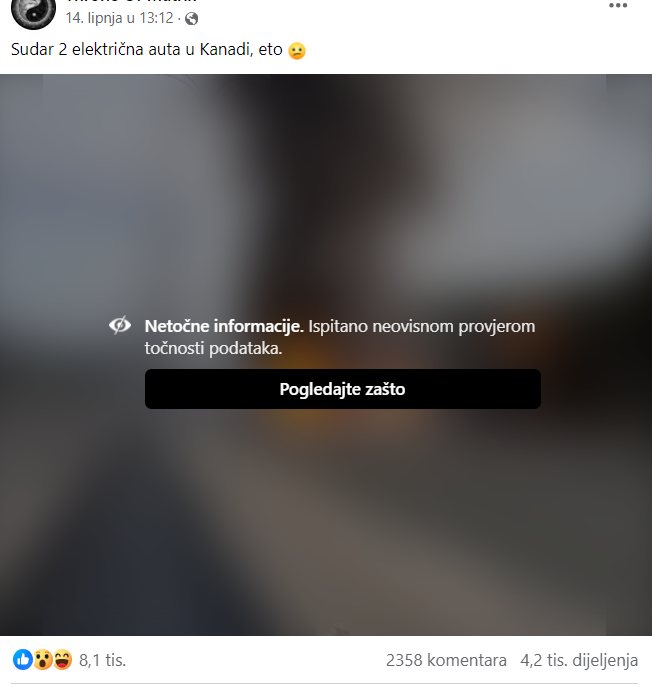 14. lipnja u 13:12 ·
Sudar 2 električna auta u Kanadi, eto
Netočne informacije. Ispitano neovisnom provjerom
točnosti podataka.
Pogledajte zašto
8,1 tis.
2358 komentara 4,2 tis. dijeljenja